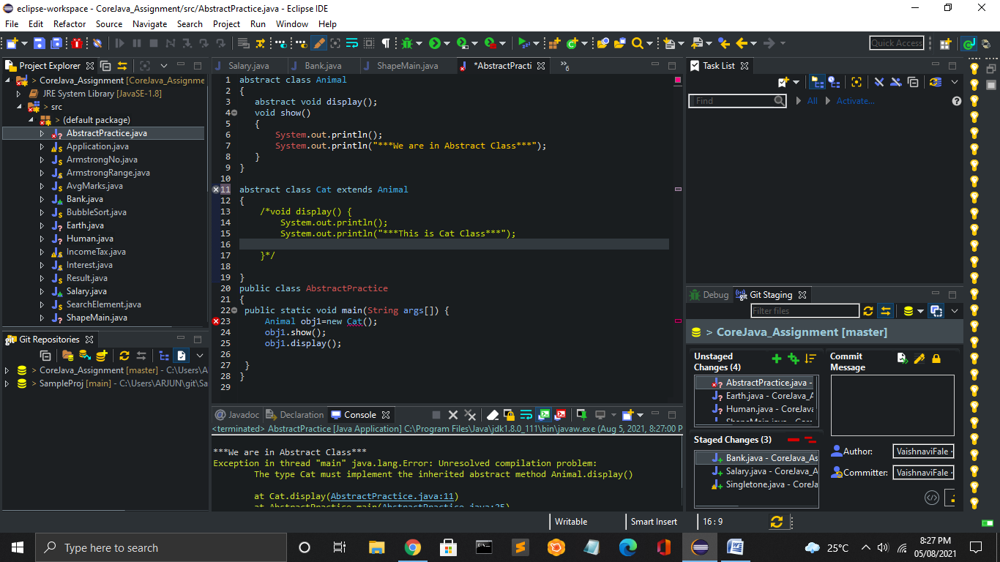 eclipse-workspace - CoreJava_Assignment/src/AbstractPractice.java - Eclipse IDE
File Edit Refactor Source Navigate Search Project Run Window Help
Quick Access
Project Explorer
> CoreJava_Assignment [CoreJava_Assignme
JRE System Library [JavaSE-1.8]
> src
> (default package)
AbstractPractice.java
Application.java
ArmstrongNo.java
ArmstrongRange.java
AvgMarks.java
Bank.java
BubbleSort.java
Earth.java
Human.java
IncomeTax.java
Interest.java
Result.java
Salary.java
SearchElement.java
ShapeMain.java
Git Repositories
> CoreJava_Assignment [master] - C:\Users\A
> SampleProj [main] - C:\Users\ARJUN\git\Sa
Salary.java Bank.java ShapeMain.java *AbstractPracti »6
1 abstract class Animal
2 {
3 abstract void display();
4 void show()
5 {
6 System.out.println();
7 System.out.println("***We are in Abstract Class***");
8 }
9 }
10
11 abstract class Cat extends Animal
12 {
13 /*void display() {
14 System.out.println();
15 System.out.println("***This is Cat Class***");
16
17 }*/
18
19 }
20 public class AbstractPractice
21 {
22 public static void main(String args[]) {
23 Animal obj1=new Cat();
24 obj1.show();
25 obj1.display();
26
27 }
28 }
29
Javadoc Declaration Console
<terminated> AbstractPractice [Java Application] C:\Program Files\Java\jdk1.8.0_111\bin\javaw.exe (Aug 5, 2021, 8:27:00 P
***We are in Abstract Class***
Exception in thread "main" java.lang.Error: Unresolved compilation problem:
The type Cat must implement the inherited abstract method Animal.display()
at Cat.display(AbstractPractice.java:11)
at AbstractPractice.main(AbstractPractice.java:25)
Task List
Find All Activate...
Debug Git Staging
Filter files
> CoreJava_Assignment [master]
Unstaged Changes (4)
AbstractPractice.java -
Earth.java - CoreJava_A
Human.java - CoreJava
ShapeMain.java - Core
Staged Changes (3)
Bank.java - CoreJava_As
Salary.java - CoreJava_A
Singletone.java - CoreJa
Commit Message
Author: VaishnaviFale
Committer: VaishnaviFale
Writable Smart Insert 16 : 9
Type here to search
25°C
8:27 PM
05/08/2021